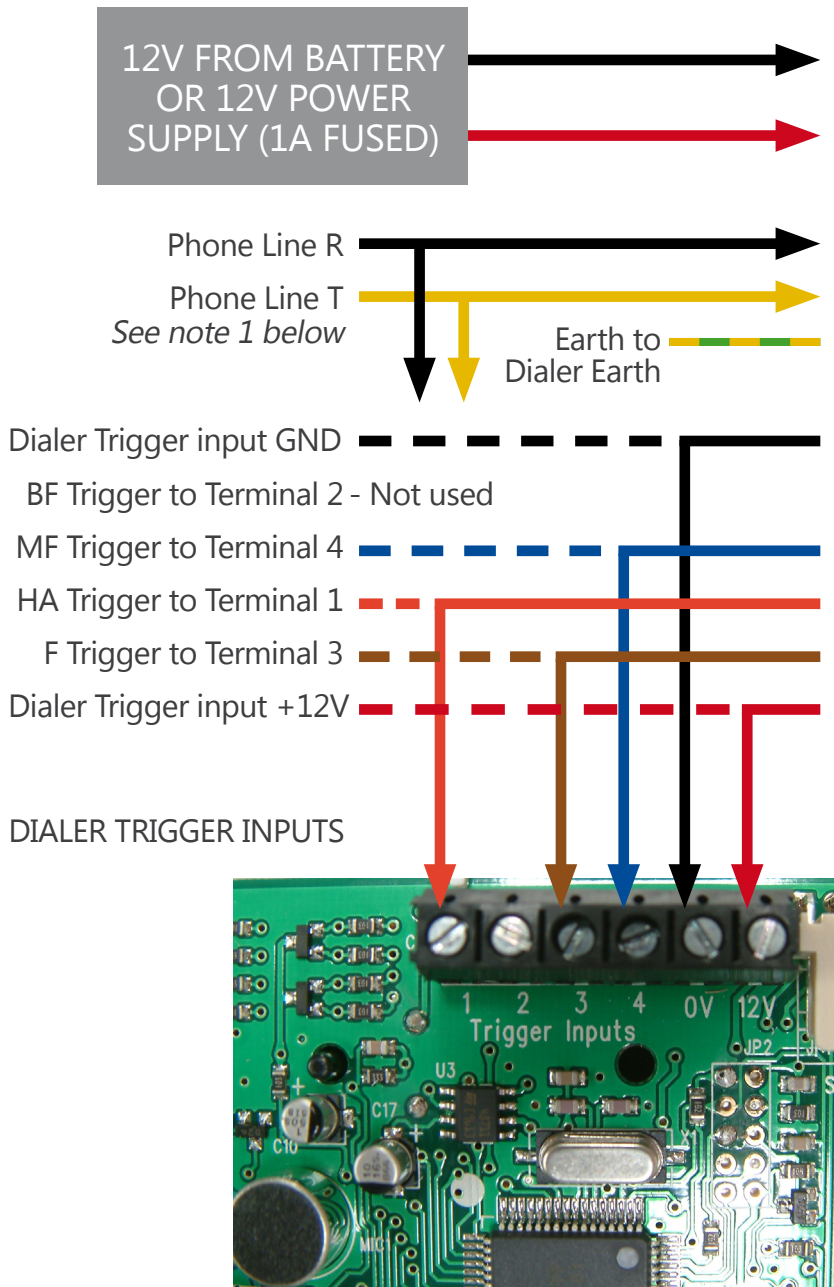 12V FROM BATTERY
OR 12V POWER
SUPPLY (1A FUSED)
Phone Line R
Phone Line T
See note 1 below
Earth to
Dialer Earth
Dialer Trigger input GND
BF Trigger to Terminal 2 - Not used
MF Trigger to Terminal 4
HA Trigger to Terminal 1
F Trigger to Terminal 3
Dialer Trigger input +12V
DIALER TRIGGER INPUTS
1 2 3 4 0V 12V
Trigger Inputs
JP2
U3
C17
C10
MIC1